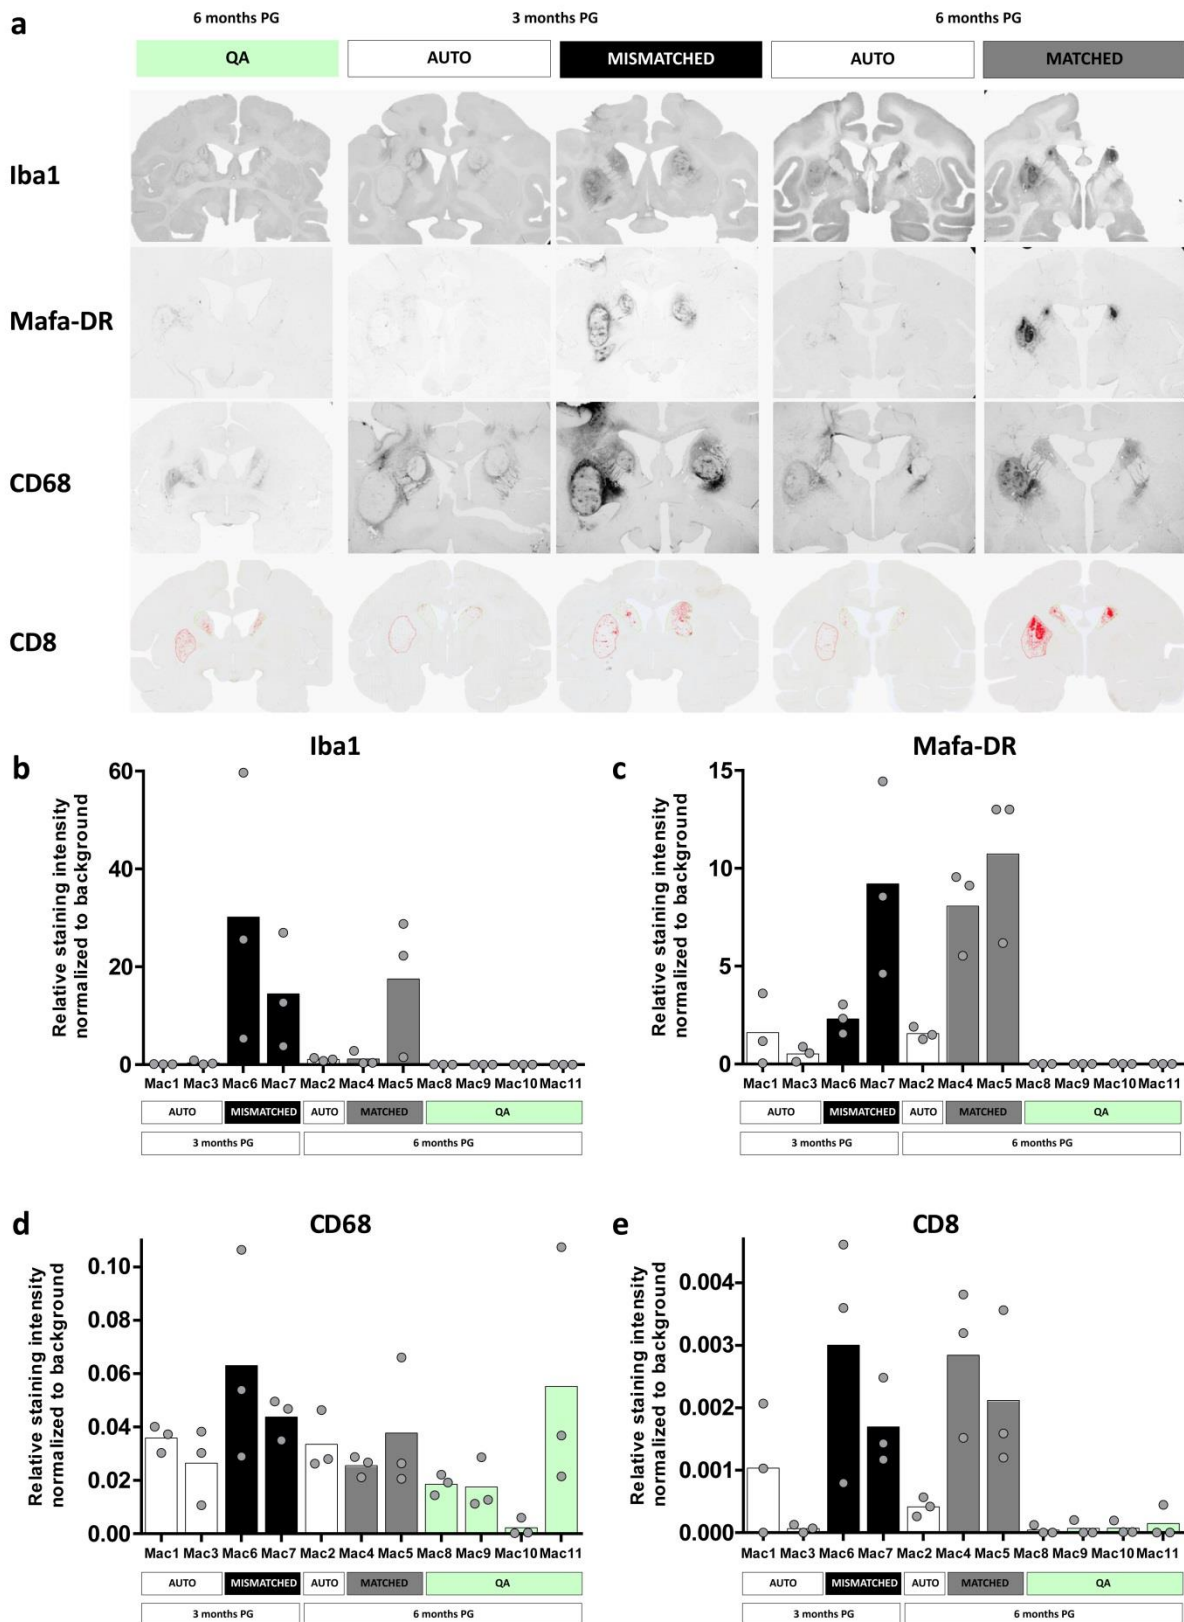 a
6 months PG 3 months PG 6 months PG
QA AUTO MISMATCHED AUTO MATCHED
Iba1
Mafa-DR
CD68
CD8
b
Iba1
Relative staining intensity
normalized to background
60
40
20
0
Mac1 Mac3 Mac6 Mac7 Mac2 Mac4 Mac5 Mac8 Mac9 Mac10 Mac11
AUTO MISMATCHED AUTO MATCHED QA
3 months PG 6 months PG
c
Mafa-DR
Relative staining intensity
normalized to background
15
10
5
0
Mac1 Mac3 Mac6 Mac7 Mac2 Mac4 Mac5 Mac8 Mac9 Mac10 Mac11
AUTO MISMATCHED AUTO MATCHED QA
3 months PG 6 months PG
d
CD68
Relative staining intensity
normalized to background
0.10
0.08
0.06
0.04
0.02
0.00
Mac1 Mac3 Mac6 Mac7 Mac2 Mac4 Mac5 Mac8 Mac9 Mac10 Mac11
AUTO MISMATCHED AUTO MATCHED QA
3 months PG 6 months PG
e
CD8
Relative staining intensity
normalized to background
0.004
0.003
0.002
0.001
0.000
Mac1 Mac3 Mac6 Mac7 Mac2 Mac4 Mac5 Mac8 Mac9 Mac10 Mac11
AUTO MISMATCHED AUTO MATCHED QA
3 months PG 6 months PG